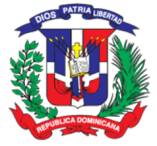 DIOS PATRIA LIBERTAD
REPUBLICA DOMINICANA